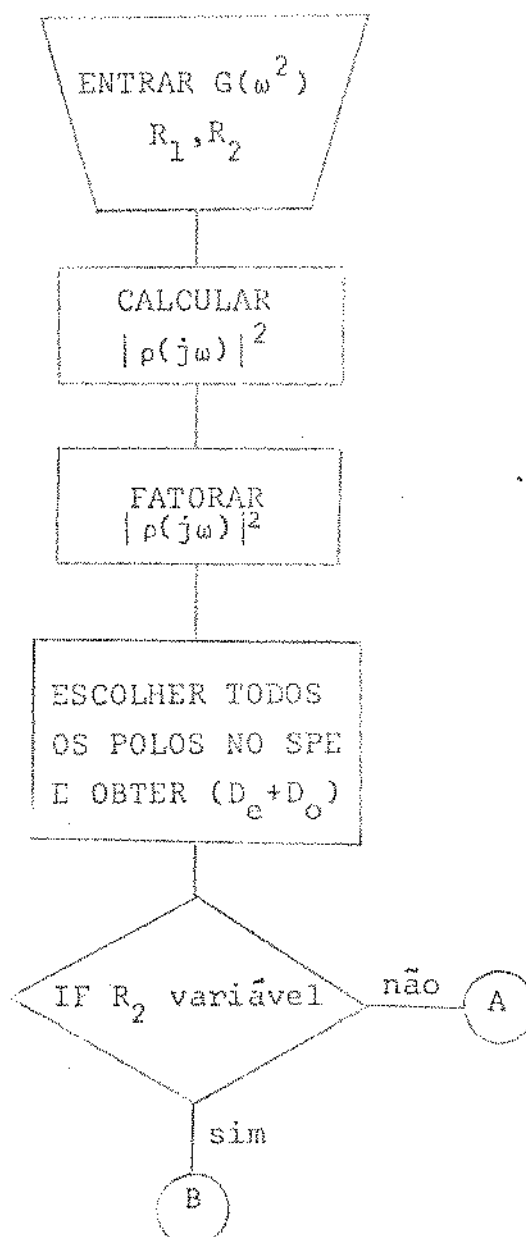 ENTRAR G(ω²)
R₁,R₂
CALCULAR
|ρ(jω)|²
FATORAR
|ρ(jω)|²
ESCOLHER TODOS
OS POLOS NO SPE
E OBTER (Dₑ+Dₒ)
IF R₂ variável
não
A
sim
B